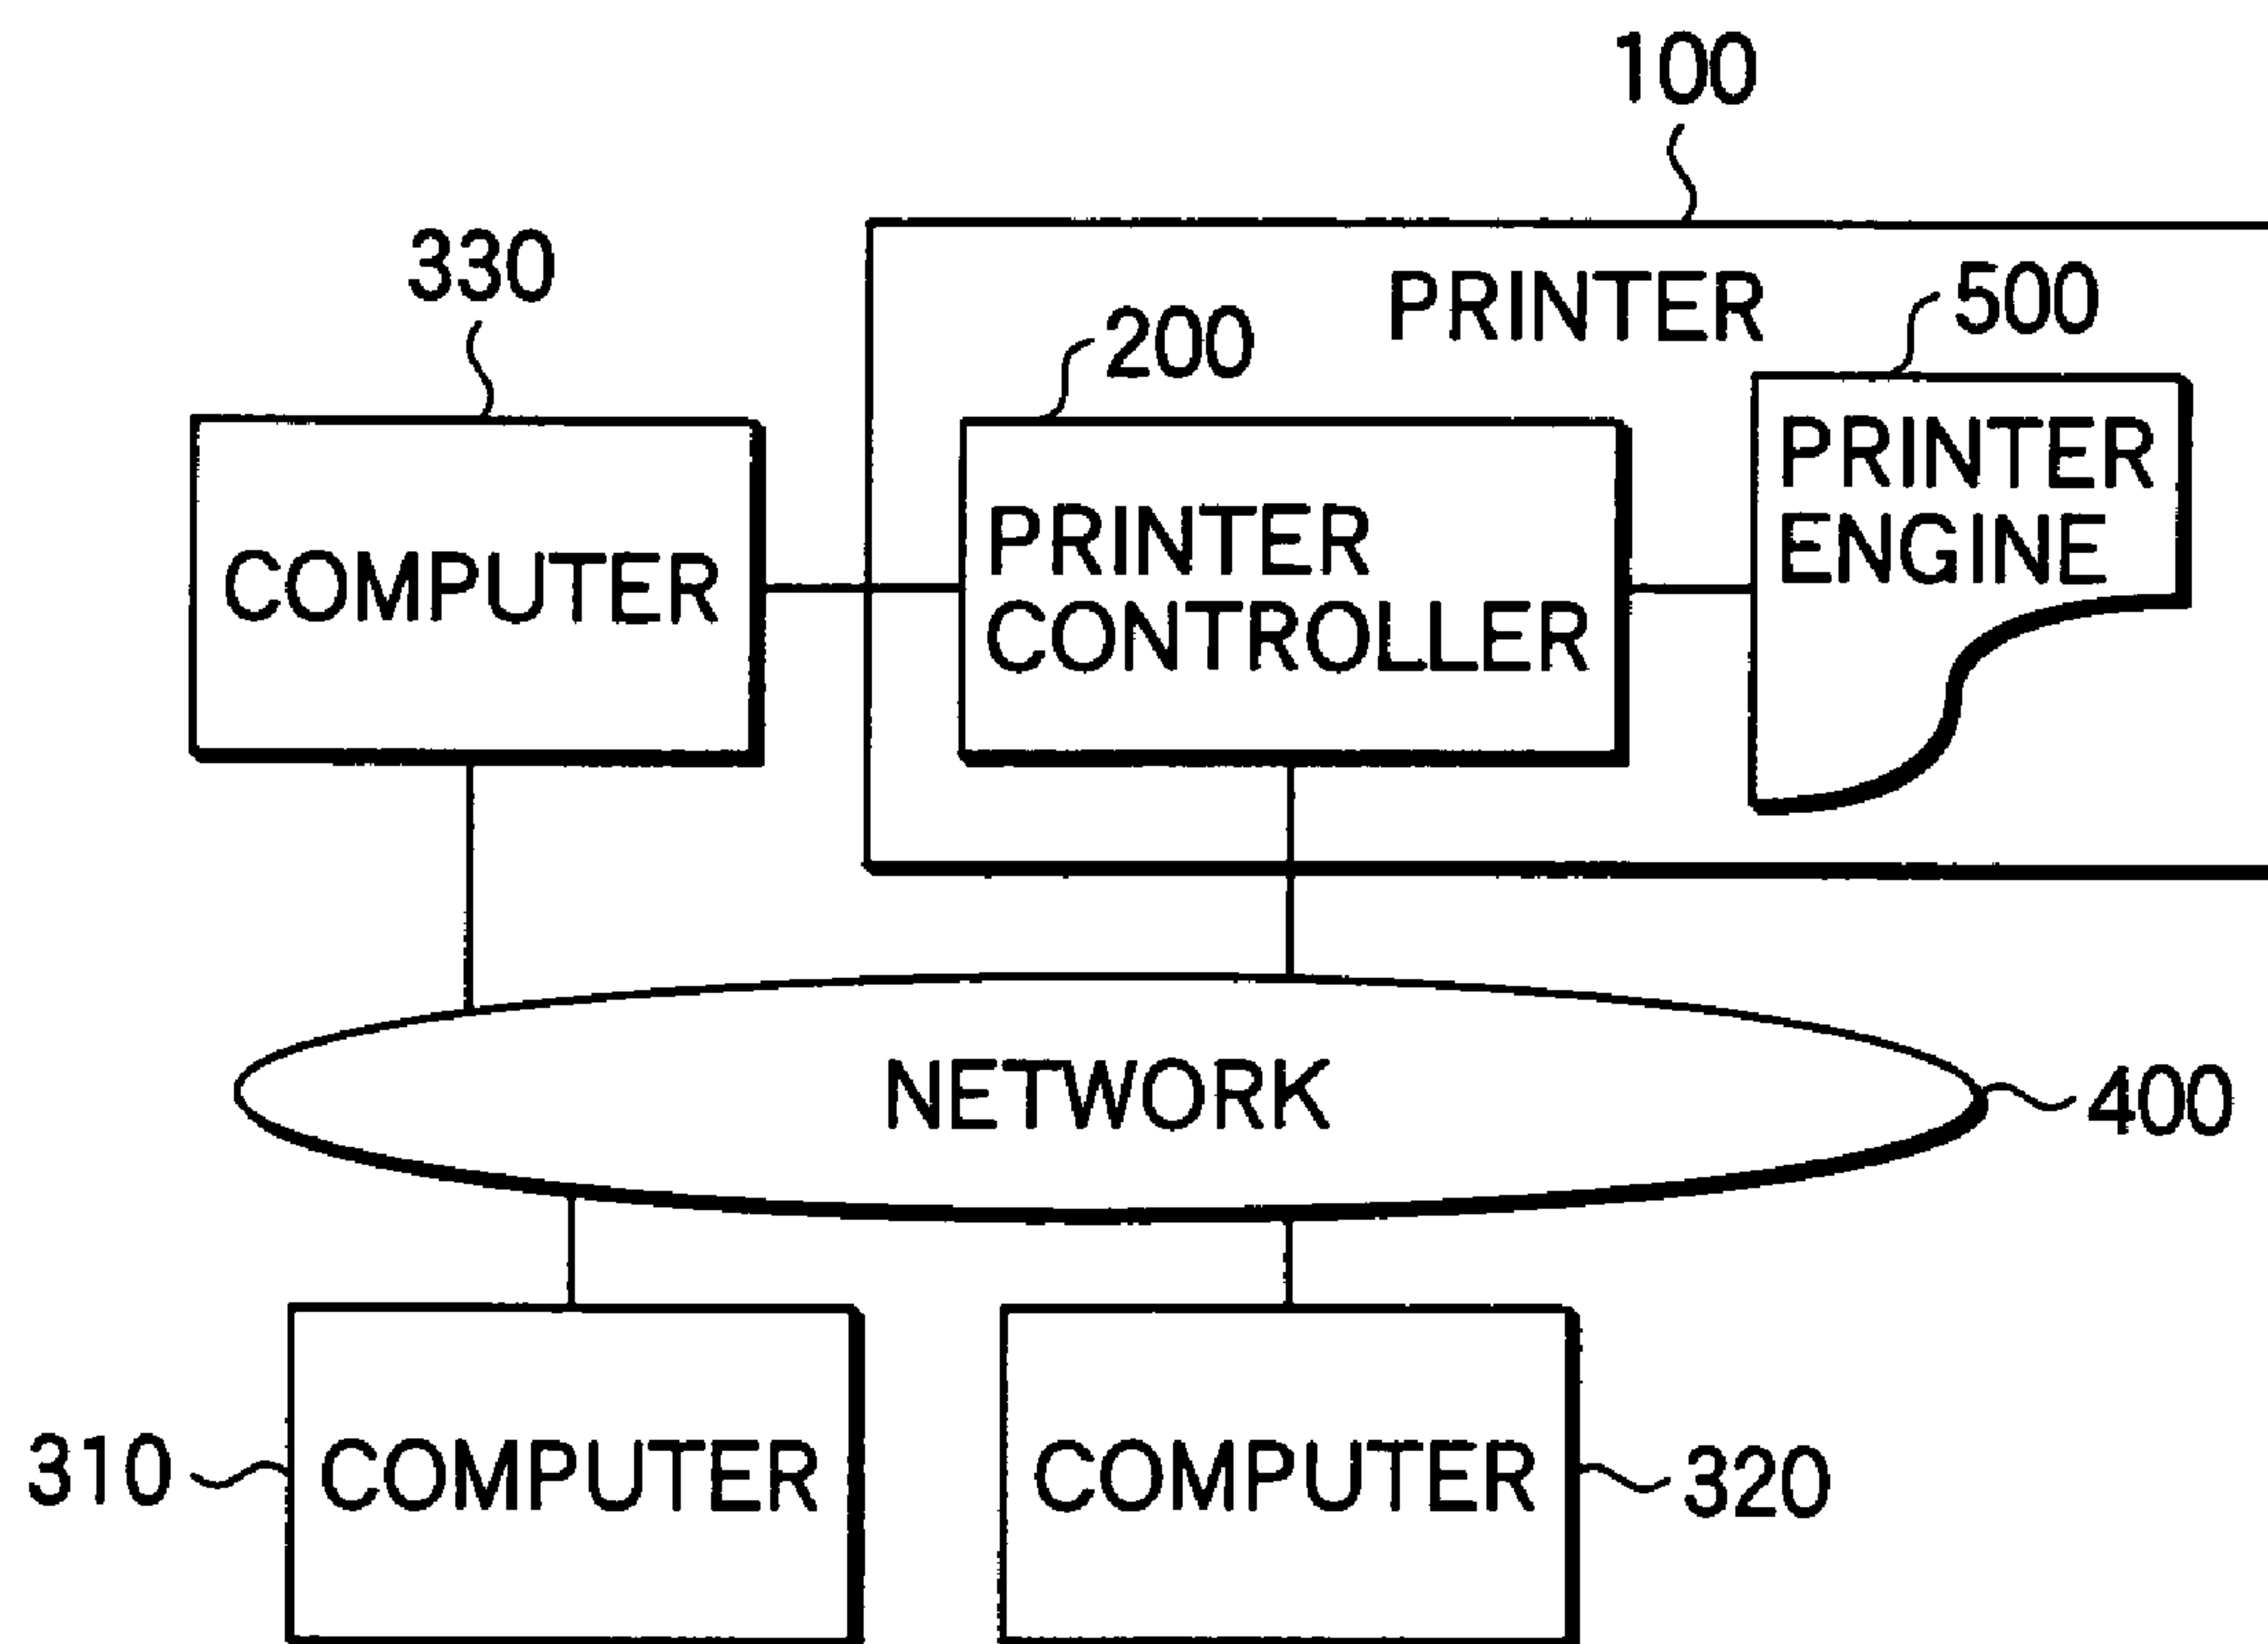 100
330
PRINTER
500
200
PRINTER
ENGINE
PRINTER
CONTROLLER
COMPUTER
NETWORK
400
310
COMPUTER
COMPUTER
320